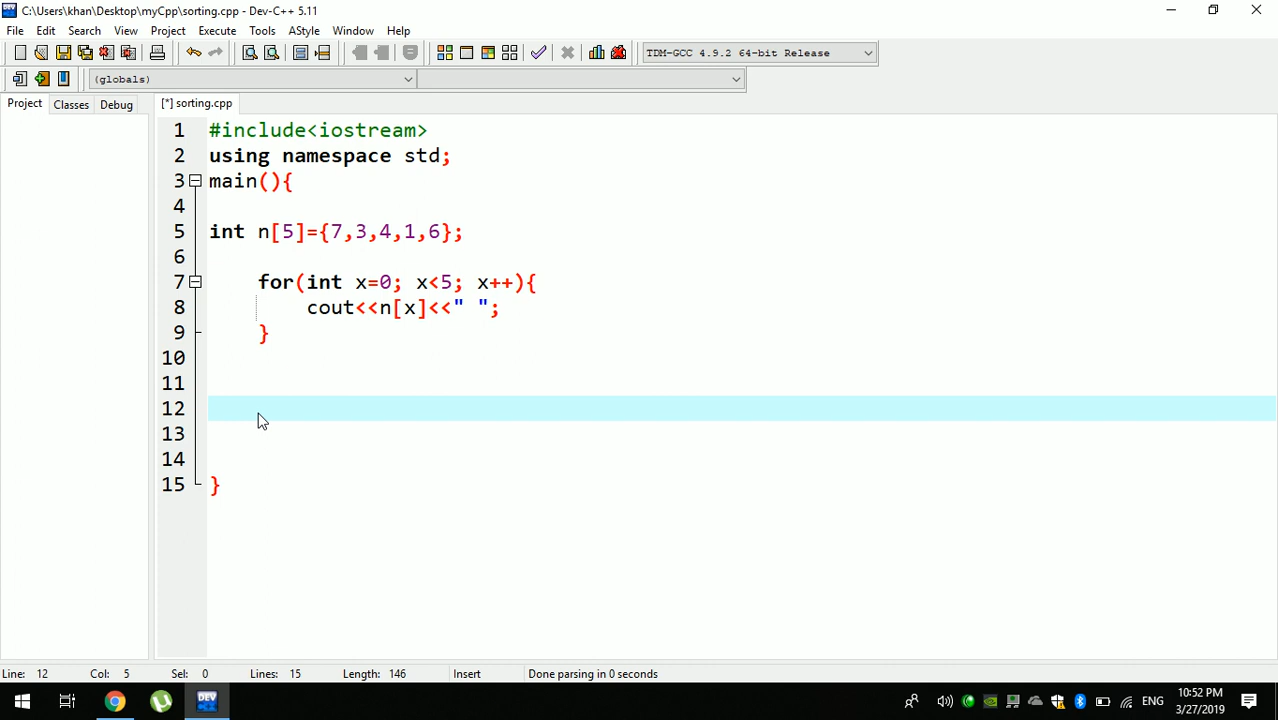 C:\Users\khan\Desktop\myCpp\sorting.cpp - Dev-C++ 5.11
File Edit Search View Project Execute Tools AStyle Window Help
TDM-GCC 4.9.2 64-bit Release
(globals)
Project Classes Debug [*] sorting.cpp
1 #include<iostream>
2 using namespace std;
3 main(){
4
5 int n[5]={7,3,4,1,6};
6
7 for(int x=0; x<5; x++){
8 cout<<n[x]<<" ";
9 }
10
11
12
13
14
15 }
Line: 12 Col: 5 Sel: 0 Lines: 15 Length: 146 Insert Done parsing in 0 seconds
DEV
ENG
10:52 PM
3/27/2019